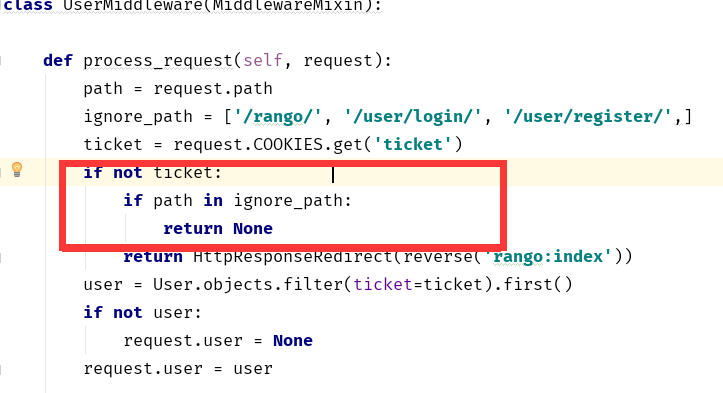 class UserMiddleware(MiddlewareMixin):
def process_request(self, request):
path = request.path
ignore_path = ['/rango/', '/user/login/', '/user/register/',]
ticket = request.COOKIES.get('ticket')
if not ticket:
if path in ignore_path:
return None
return HttpResponseRedirect(reverse('rango:index'))
user = User.objects.filter(ticket=ticket).first()
if not user:
request.user = None
request.user = user